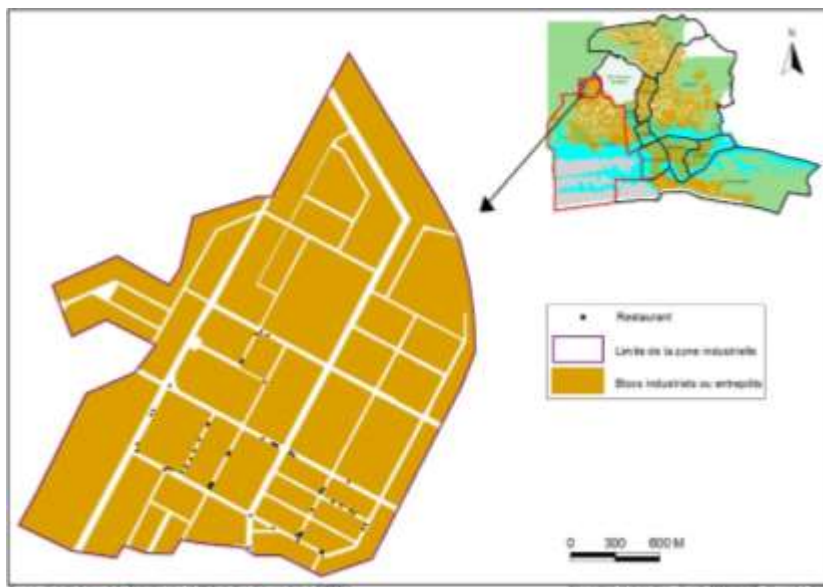 N
Restaurant
Limite de la zone industrielle
Blocs industriels ou entrepôts
0 300 600 M